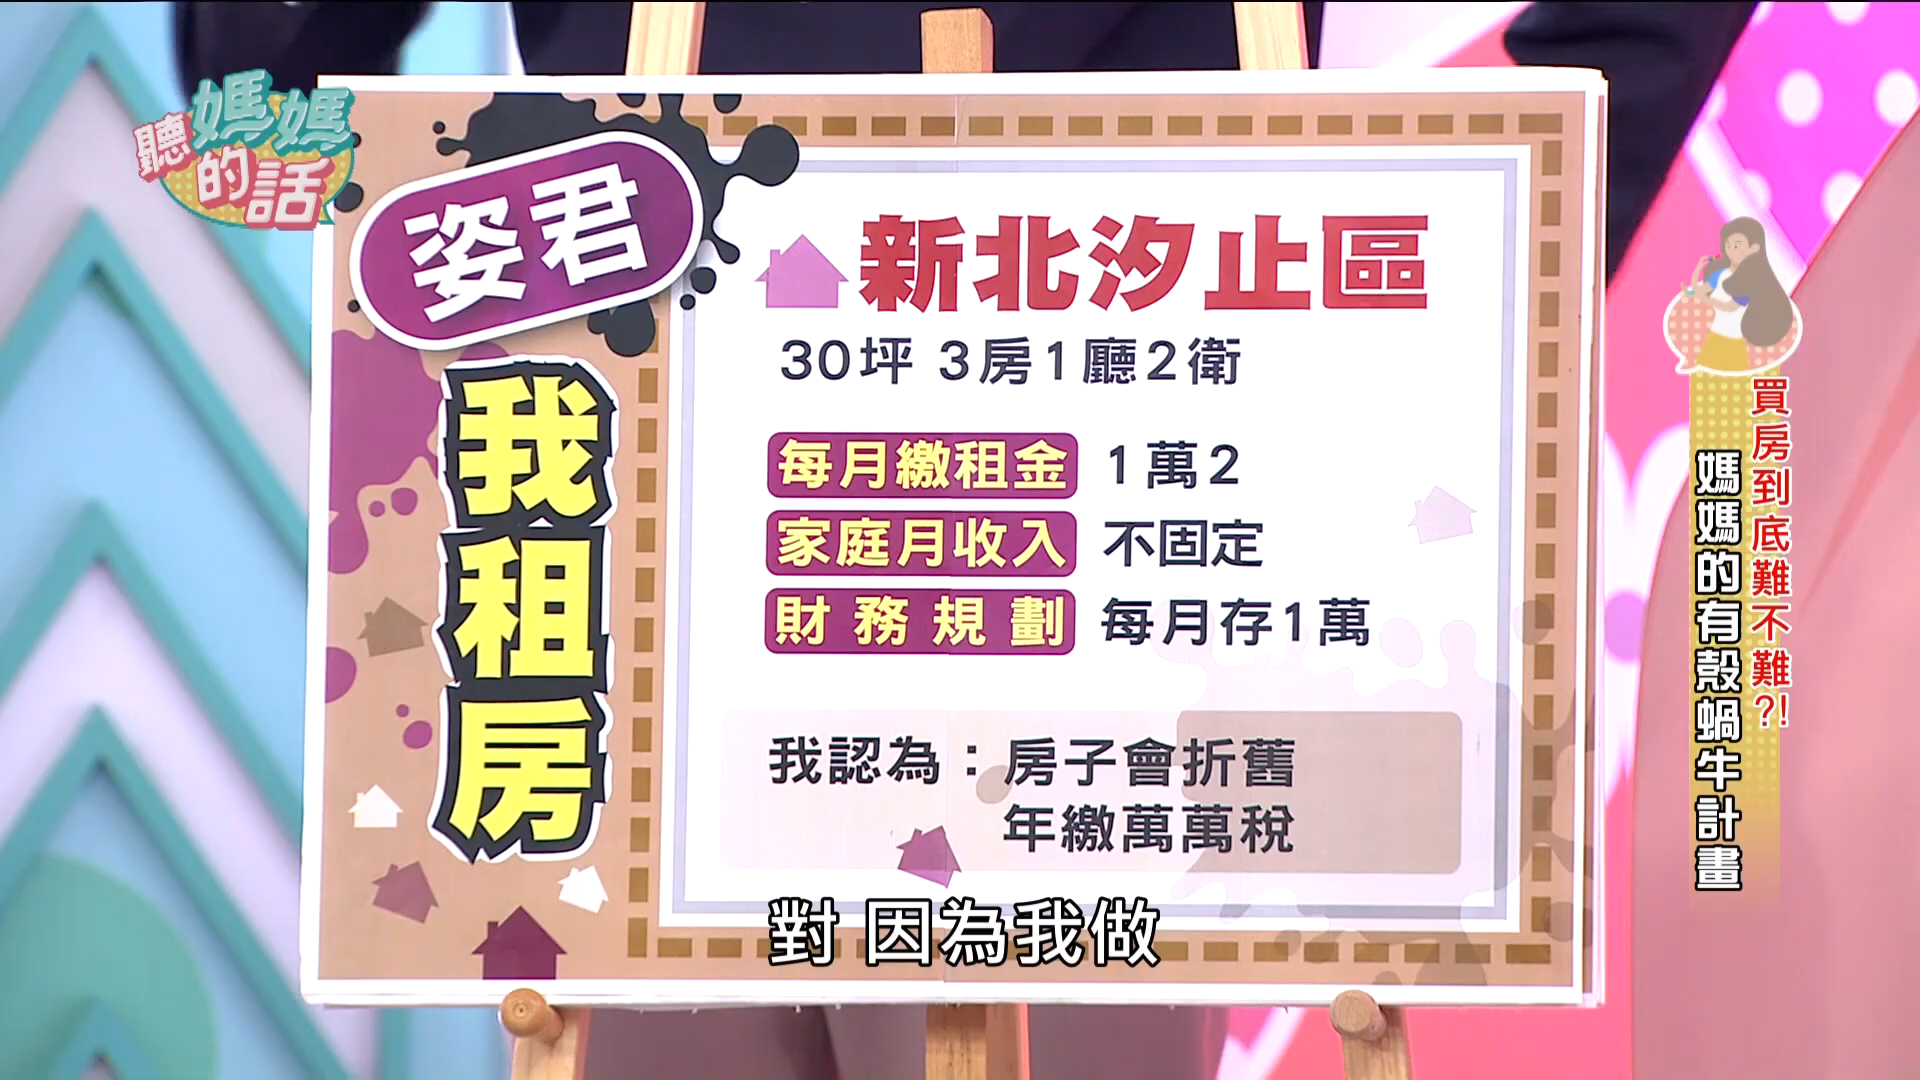 聽媽媽的話
姿君
我租房
新北汐止區
30坪 3房1廳2衛
每月繳租金 1萬2
家庭月收入 不固定
財務規劃 每月存1萬
我認為：房子會折舊
年繳萬萬稅
買房到底難不難?!
媽媽的有殼蝸牛計畫
對 因為我做